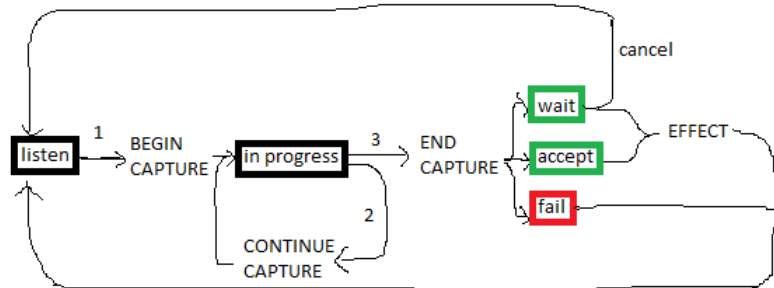 cancel
wait
1
BEGIN
CAPTURE
3
END
CAPTURE
EFFECT
listen
in progress
accept
2
fail
CONTINUE
CAPTURE